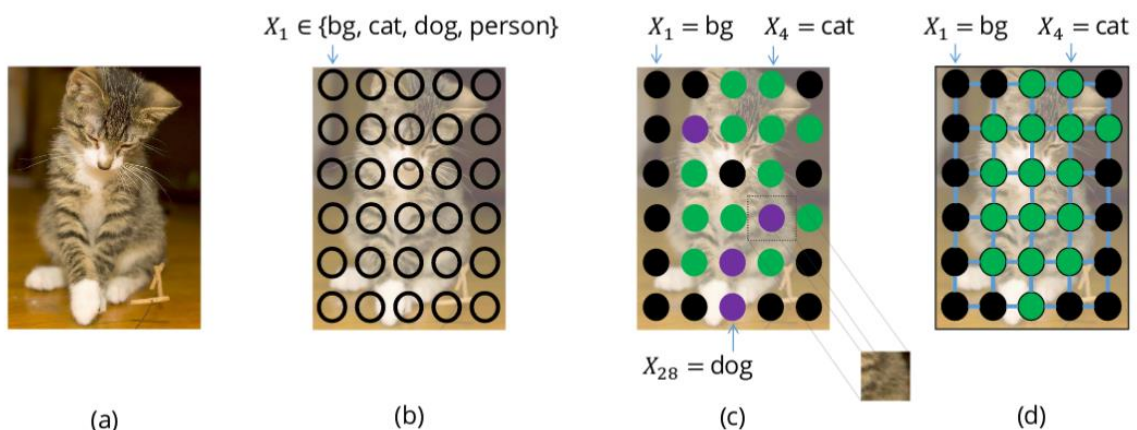 X₁ ∈ {bg, cat, dog, person}
X₁ = bg X₄ = cat
X₁ = bg X₄ = cat
X₂₈ = dog
(a) (b) (c) (d)